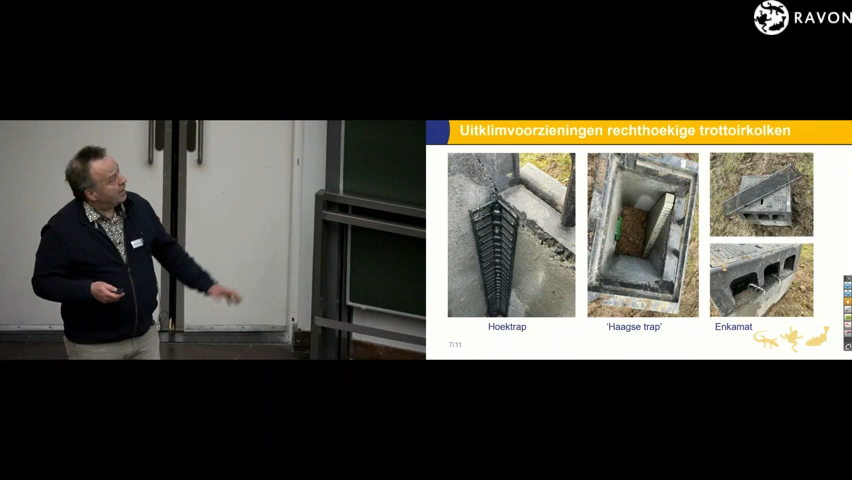 RAVON
Uitklimvoorzieningen rechthoekige trottoirkolken
Hoektrap
'Haagse trap'
Enkamat
7/11